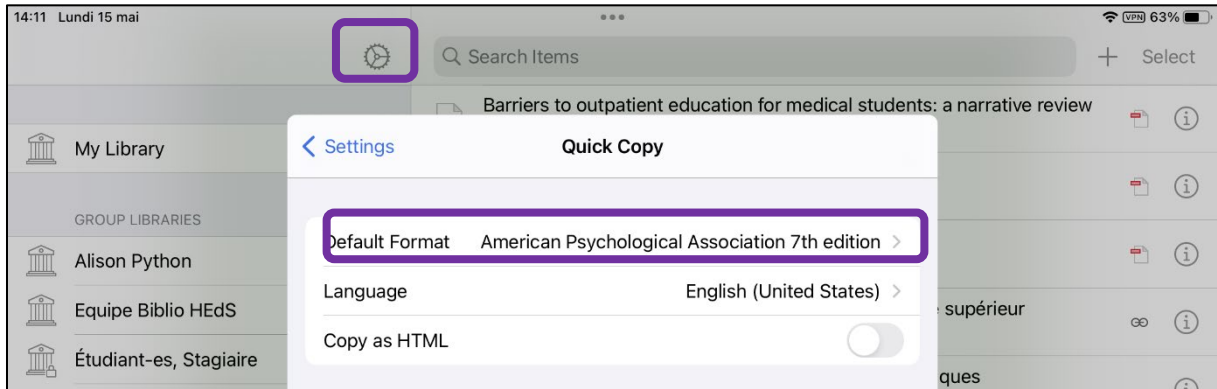 14:11 Lundi 15 mai
VPN 63%
Search Items
Select
Barriers to outpatient education for medical students: a narrative review
My Library
Settings
Quick Copy
GROUP LIBRARIES
Default Format American Psychological Association 7th edition
Alison Python
Language English (United States)
Equipe Biblio HEdS
supérieur
Copy as HTML
Étudiant-es, Stagiaire
ques